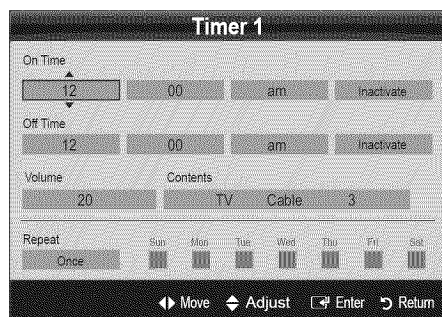 Timer 1
On Time
12 00 am Inactivate
Off Time
12 00 am Inactivate
Volume Contents
20 TV Cable 3
Repeat Sun Mon Tue Wed Thu Fri Sat
Once
Move Adjust Enter Return